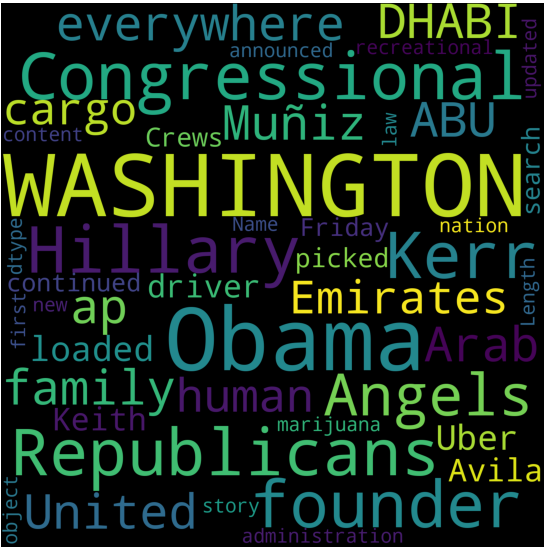 everywhere
DHABI
announced
recreational
updated
Congressional
cargo
Muñiz
ABU
law
search
content
Crews
WASHINGTON
Name
Friday
nation
Hillary
Kerr
first
dtype
continued
picked
driver
Emirates
Length
new
ap
loaded
Obama
Arab
family
human
Angels
Keith
marijuana
Uber
Republicans
Avila
object
United
story
founder
administration